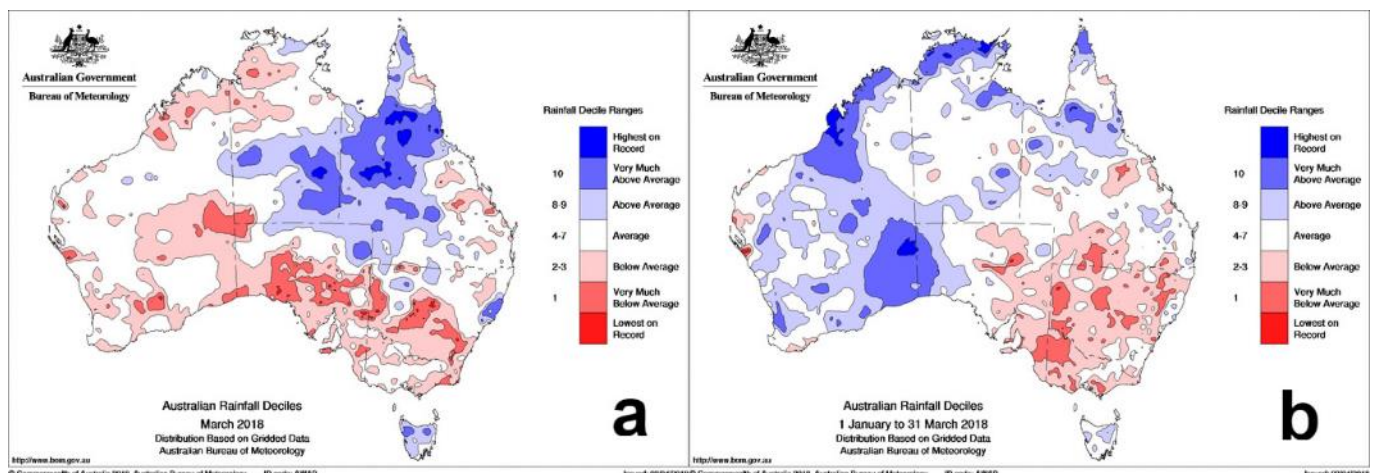 Australian Government
Bureau of Meteorology
Rainfall Decile Ranges
Highest on
Record
10
Very Much
Above Average
8-9
Above Average
4-7
Average
2-3
Below Average
1
Very Much
Below Average
Lowest on
Record
Australian Rainfall Deciles
March 2018
Distribution Based on Gridded Data
Australian Bureau of Meteorology
http://www.bom.gov.au
a
Australian Government
Bureau of Meteorology
Rainfall Decile Ranges
Highest on
Record
10
Very Much
Above Average
8-9
Above Average
4-7
Average
2-3
Below Average
1
Very Much
Below Average
Lowest on
Record
Australian Rainfall Deciles
1 January to 31 March 2018
Distribution Based on Gridded Data
Australian Bureau of Meteorology
http://www.bom.gov.au
b